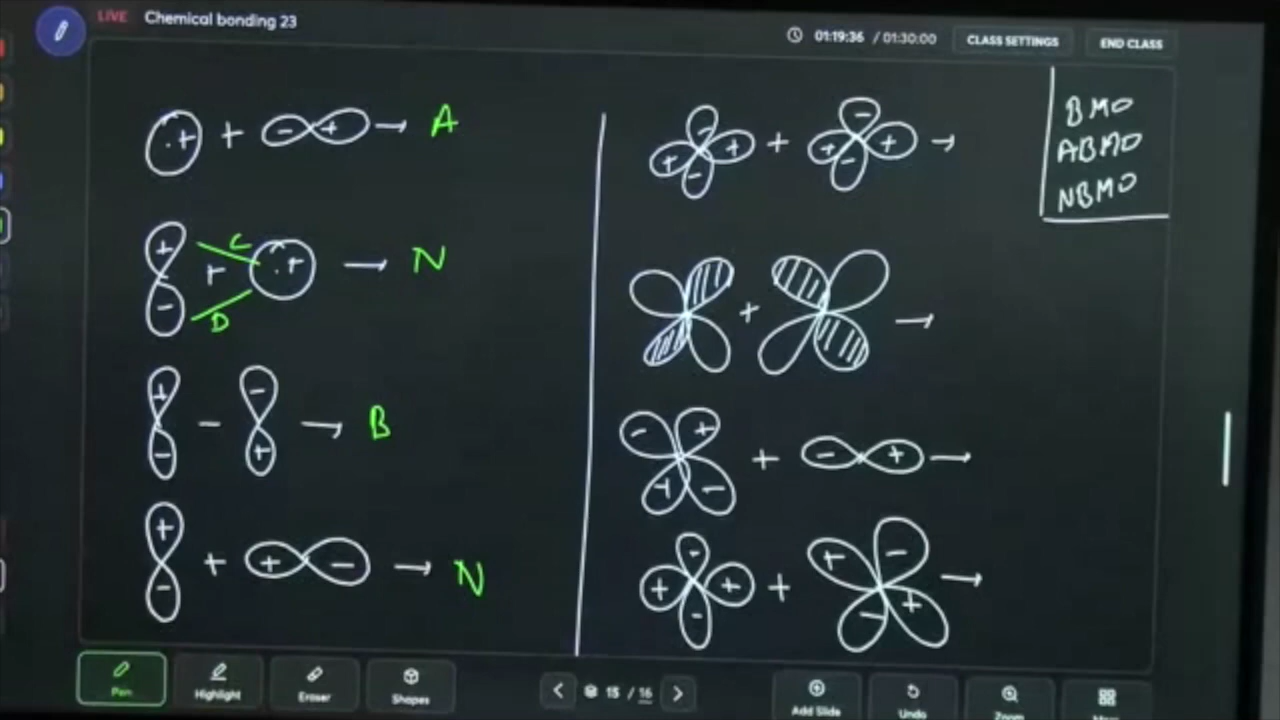 LIVE Chemical bonding 23
01:19:36 / 01:30:00 CLASS SETTINGS END CLASS
+ + - + → A
+ C + + → N
- D
+ - - → B
- +
+ + + - → N
-
- + - →
+ + + +
- -
+ →
- + + - + →
+ -
- + + - →
+ + - +
-
BMO
ABMO
NBMO
Pen Highlight Eraser Shapes
< 15 / 16 >
Add Slide Undo Zoom